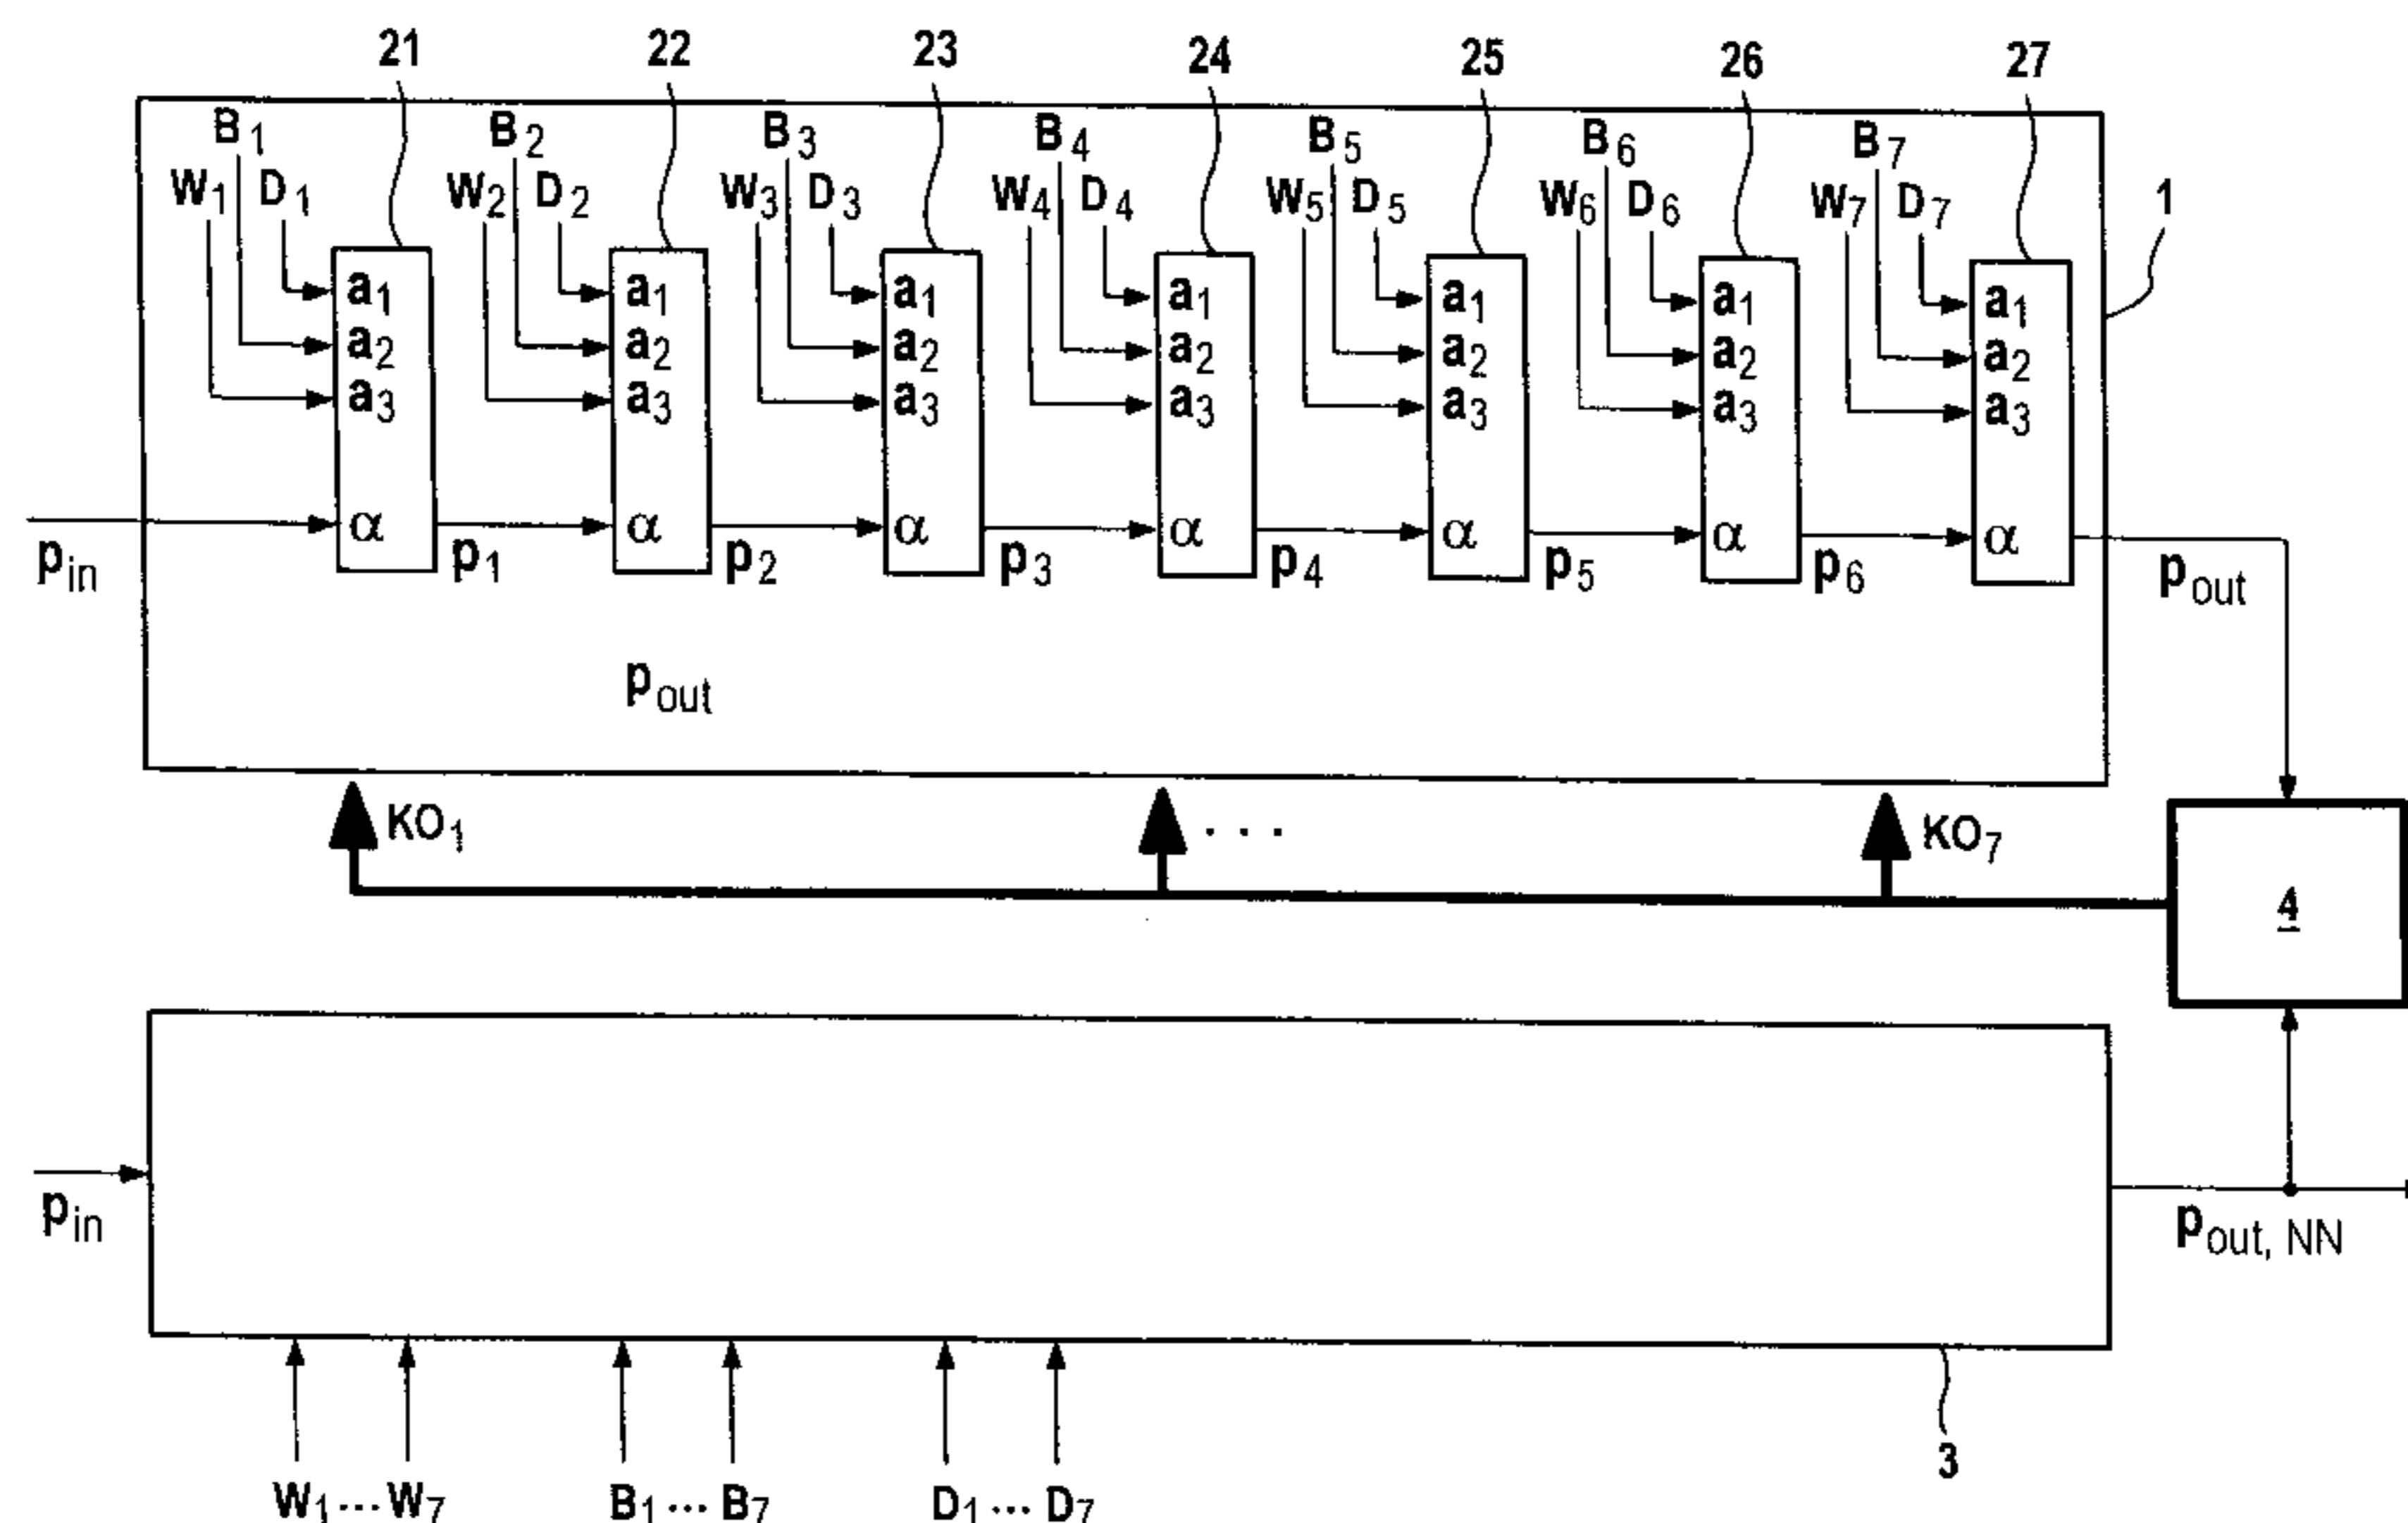 21 22 23 24 25 26 27
B1 B2 B3 B4 B5 B6 B7
W1 D1 W2 D2 W3 D3 W4 D4 W5 D5 W6 D6 W7 D7 1
a1 a1 a1 a1 a1 a1 a1
a2 a2 a2 a2 a2 a2 a2
a3 a3 a3 a3 a3 a3 a3
α α α α α α α
pin p1 p2 p3 p4 p5 p6 pout
pout
KO1 ... KO7
4
pin pout, NN
3
W1 ... W7 B1 ... B7 D1 ... D7